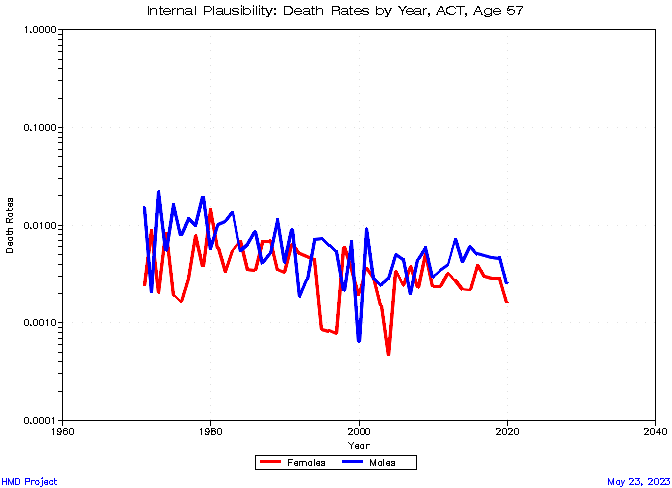 Internal Plausibility: Death Rates by Year, ACT, Age 57
1.0000
0.1000
0.0100
0.0010
0.0001
Death Rates
1960
1980
2000
2020
2040
Year
Females
Males
HMD Project
May 23, 2023